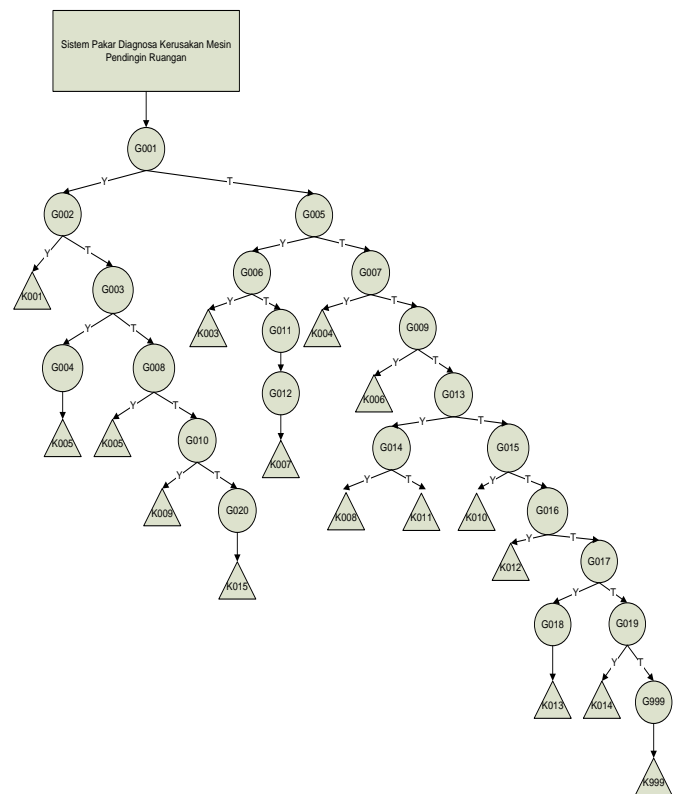 Sistem Pakar Diagnosa Kerusakan Mesin
Pendingin Ruangan
G001
Y
T
G002
G005
Y
T
Y
T
K001
G003
G006
G007
Y
T
Y
T
Y
T
G004
G008
K003
G011
K004
G009
Y
T
Y
T
K005
K005
G010
G012
K006
G013
Y
T
Y
T
K009
G020
K007
G014
G015
Y
T
Y
T
K015
K008
K011
K010
G016
Y
T
K012
G017
Y
T
G018
G019
Y
T
K013
K014
G999
K999